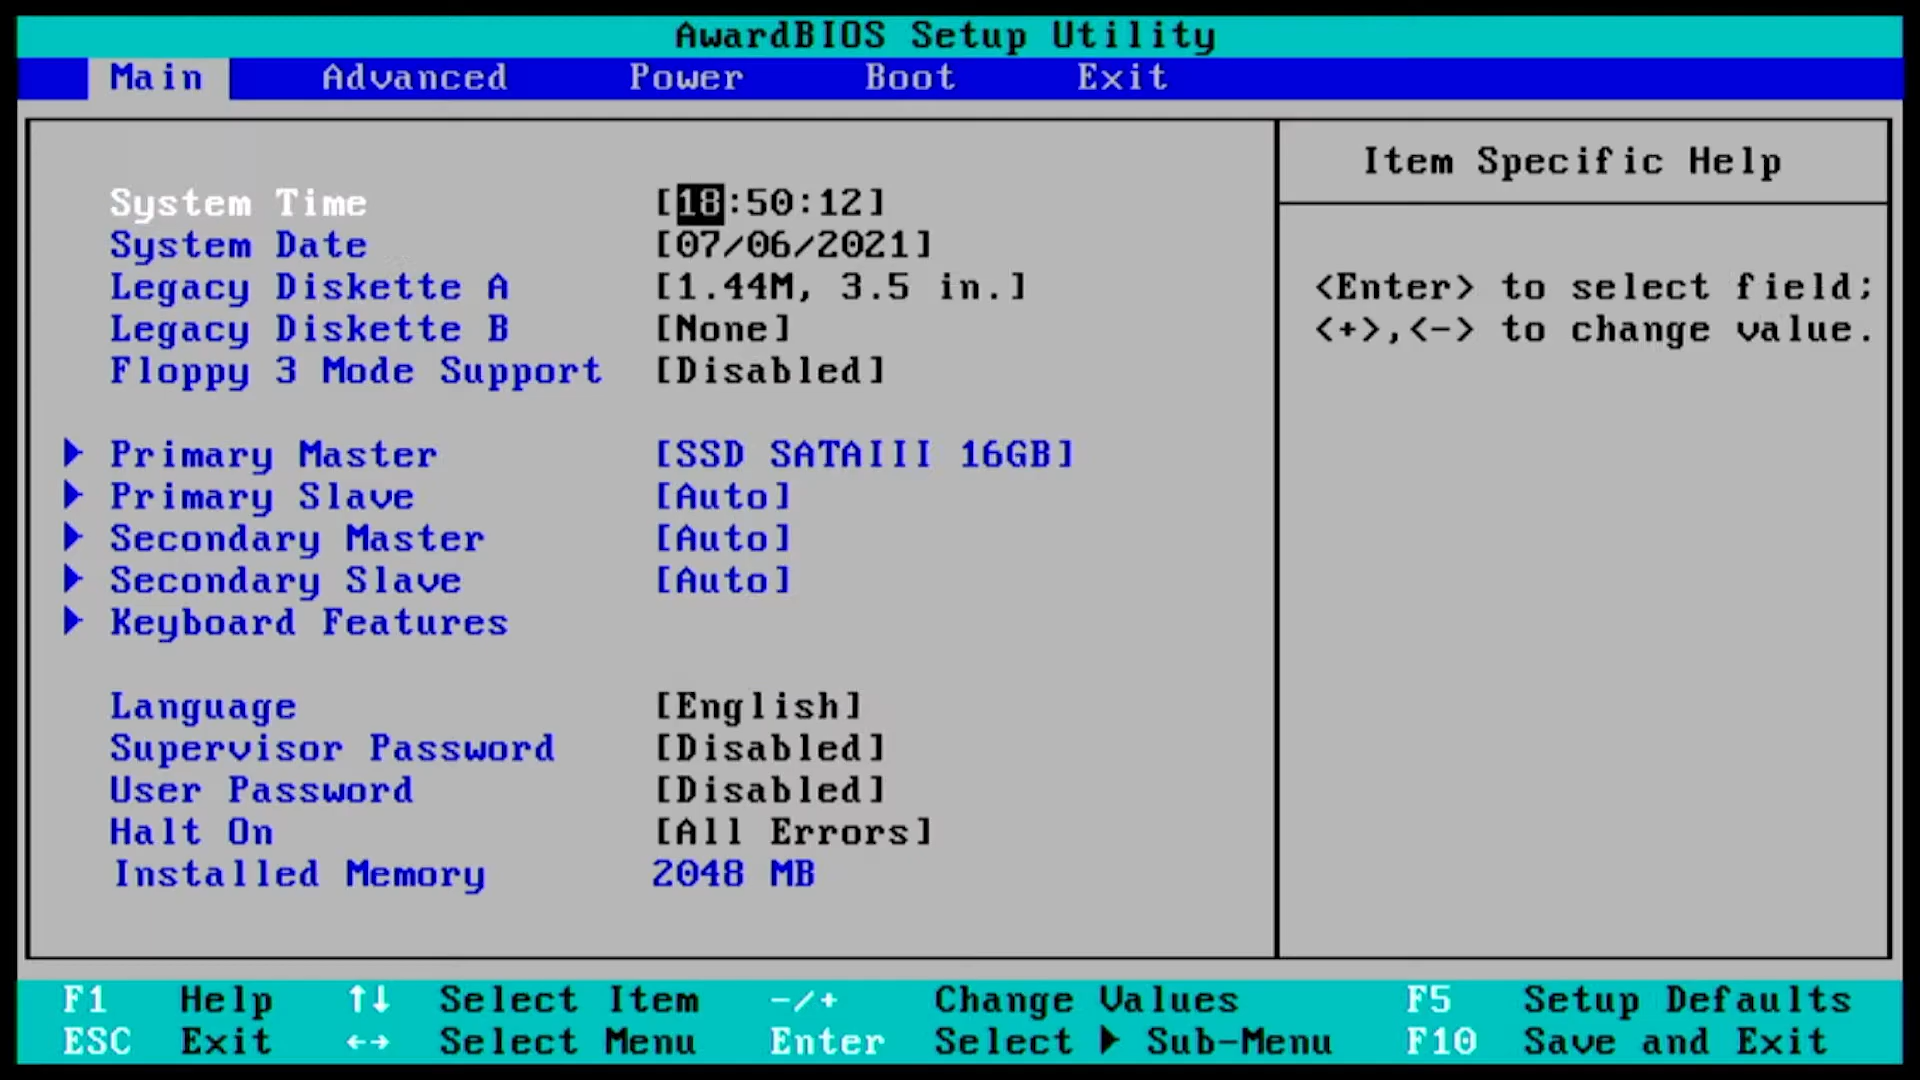 AwardBIOS Setup Utility
Main Advanced Power Boot Exit
Item Specific Help
System Time [18:50:12]
System Date [07/06/2021]
Legacy Diskette A [1.44M, 3.5 in.]
<Enter> to select field;
Legacy Diskette B [None]
<+>,<-> to change value.
Floppy 3 Mode Support [Disabled]
▶ Primary Master [SSD SATAIII 16GB]
▶ Primary Slave [Auto]
▶ Secondary Master [Auto]
▶ Secondary Slave [Auto]
▶ Keyboard Features
Language [English]
Supervisor Password [Disabled]
User Password [Disabled]
Halt On [All Errors]
Installed Memory 2048 MB
F1 Help ↑↓ Select Item -/+ Change Values F5 Setup Defaults
ESC Exit ←→ Select Menu Enter Select ▶ Sub-Menu F10 Save and Exit